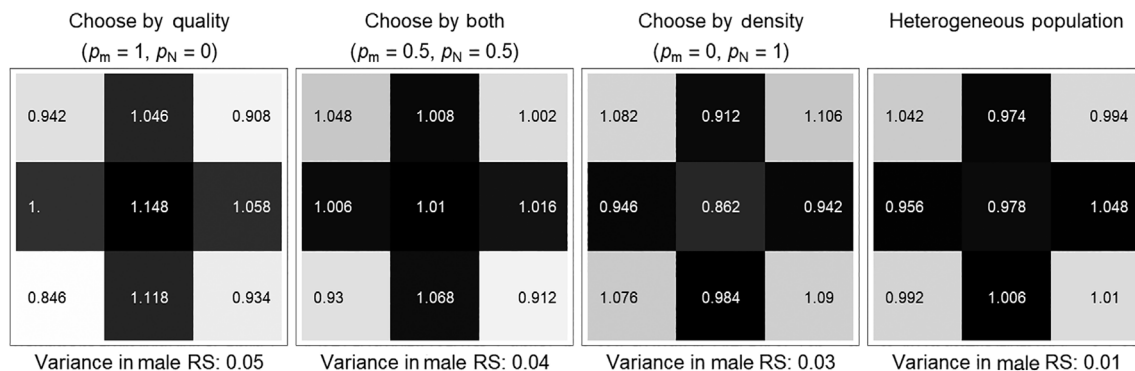 Choose by quality
(pm = 1, pN = 0)
0.942 1.046 0.908
1. 1.148 1.058
0.846 1.118 0.934
Variance in male RS: 0.05
Choose by both
(pm = 0.5, pN = 0.5)
1.048 1.008 1.002
1.006 1.01 1.016
0.93 1.068 0.912
Variance in male RS: 0.04
Choose by density
(pm = 0, pN = 1)
1.082 0.912 1.106
0.946 0.862 0.942
1.076 0.984 1.09
Variance in male RS: 0.03
Heterogeneous population
1.042 0.974 0.994
0.956 0.978 1.048
0.992 1.006 1.01
Variance in male RS: 0.01